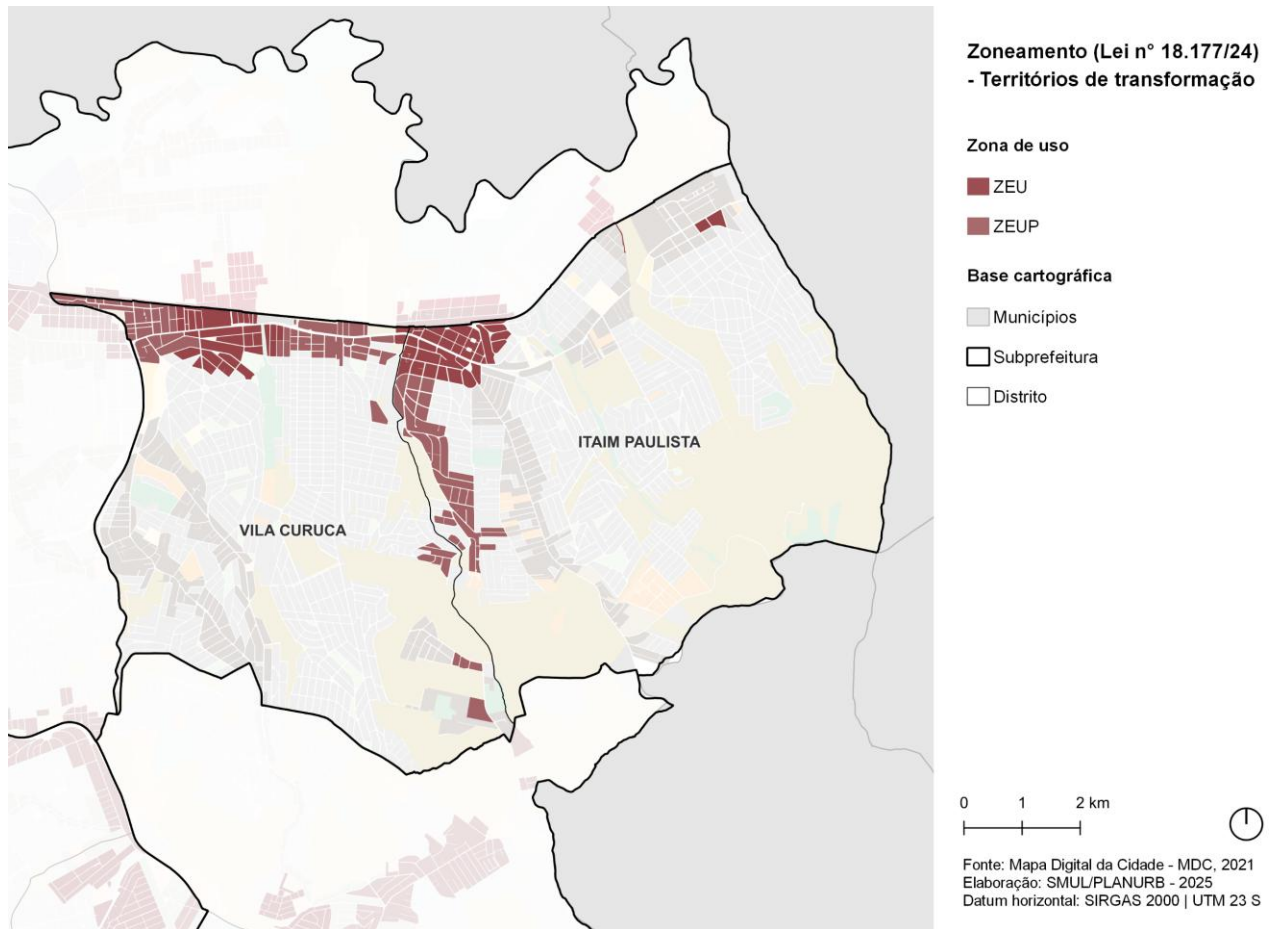 Zoneamento (Lei n° 18.177/24)
- Territórios de transformação
Zona de uso
ZEU
ZEUP
Base cartográfica
Municípios
Subprefeitura
Distrito
ITAIM PAULISTA
VILA CURUCA
0 1 2 km
Fonte: Mapa Digital da Cidade - MDC, 2021
Elaboração: SMUL/PLANURB - 2025
Datum horizontal: SIRGAS 2000 | UTM 23 S